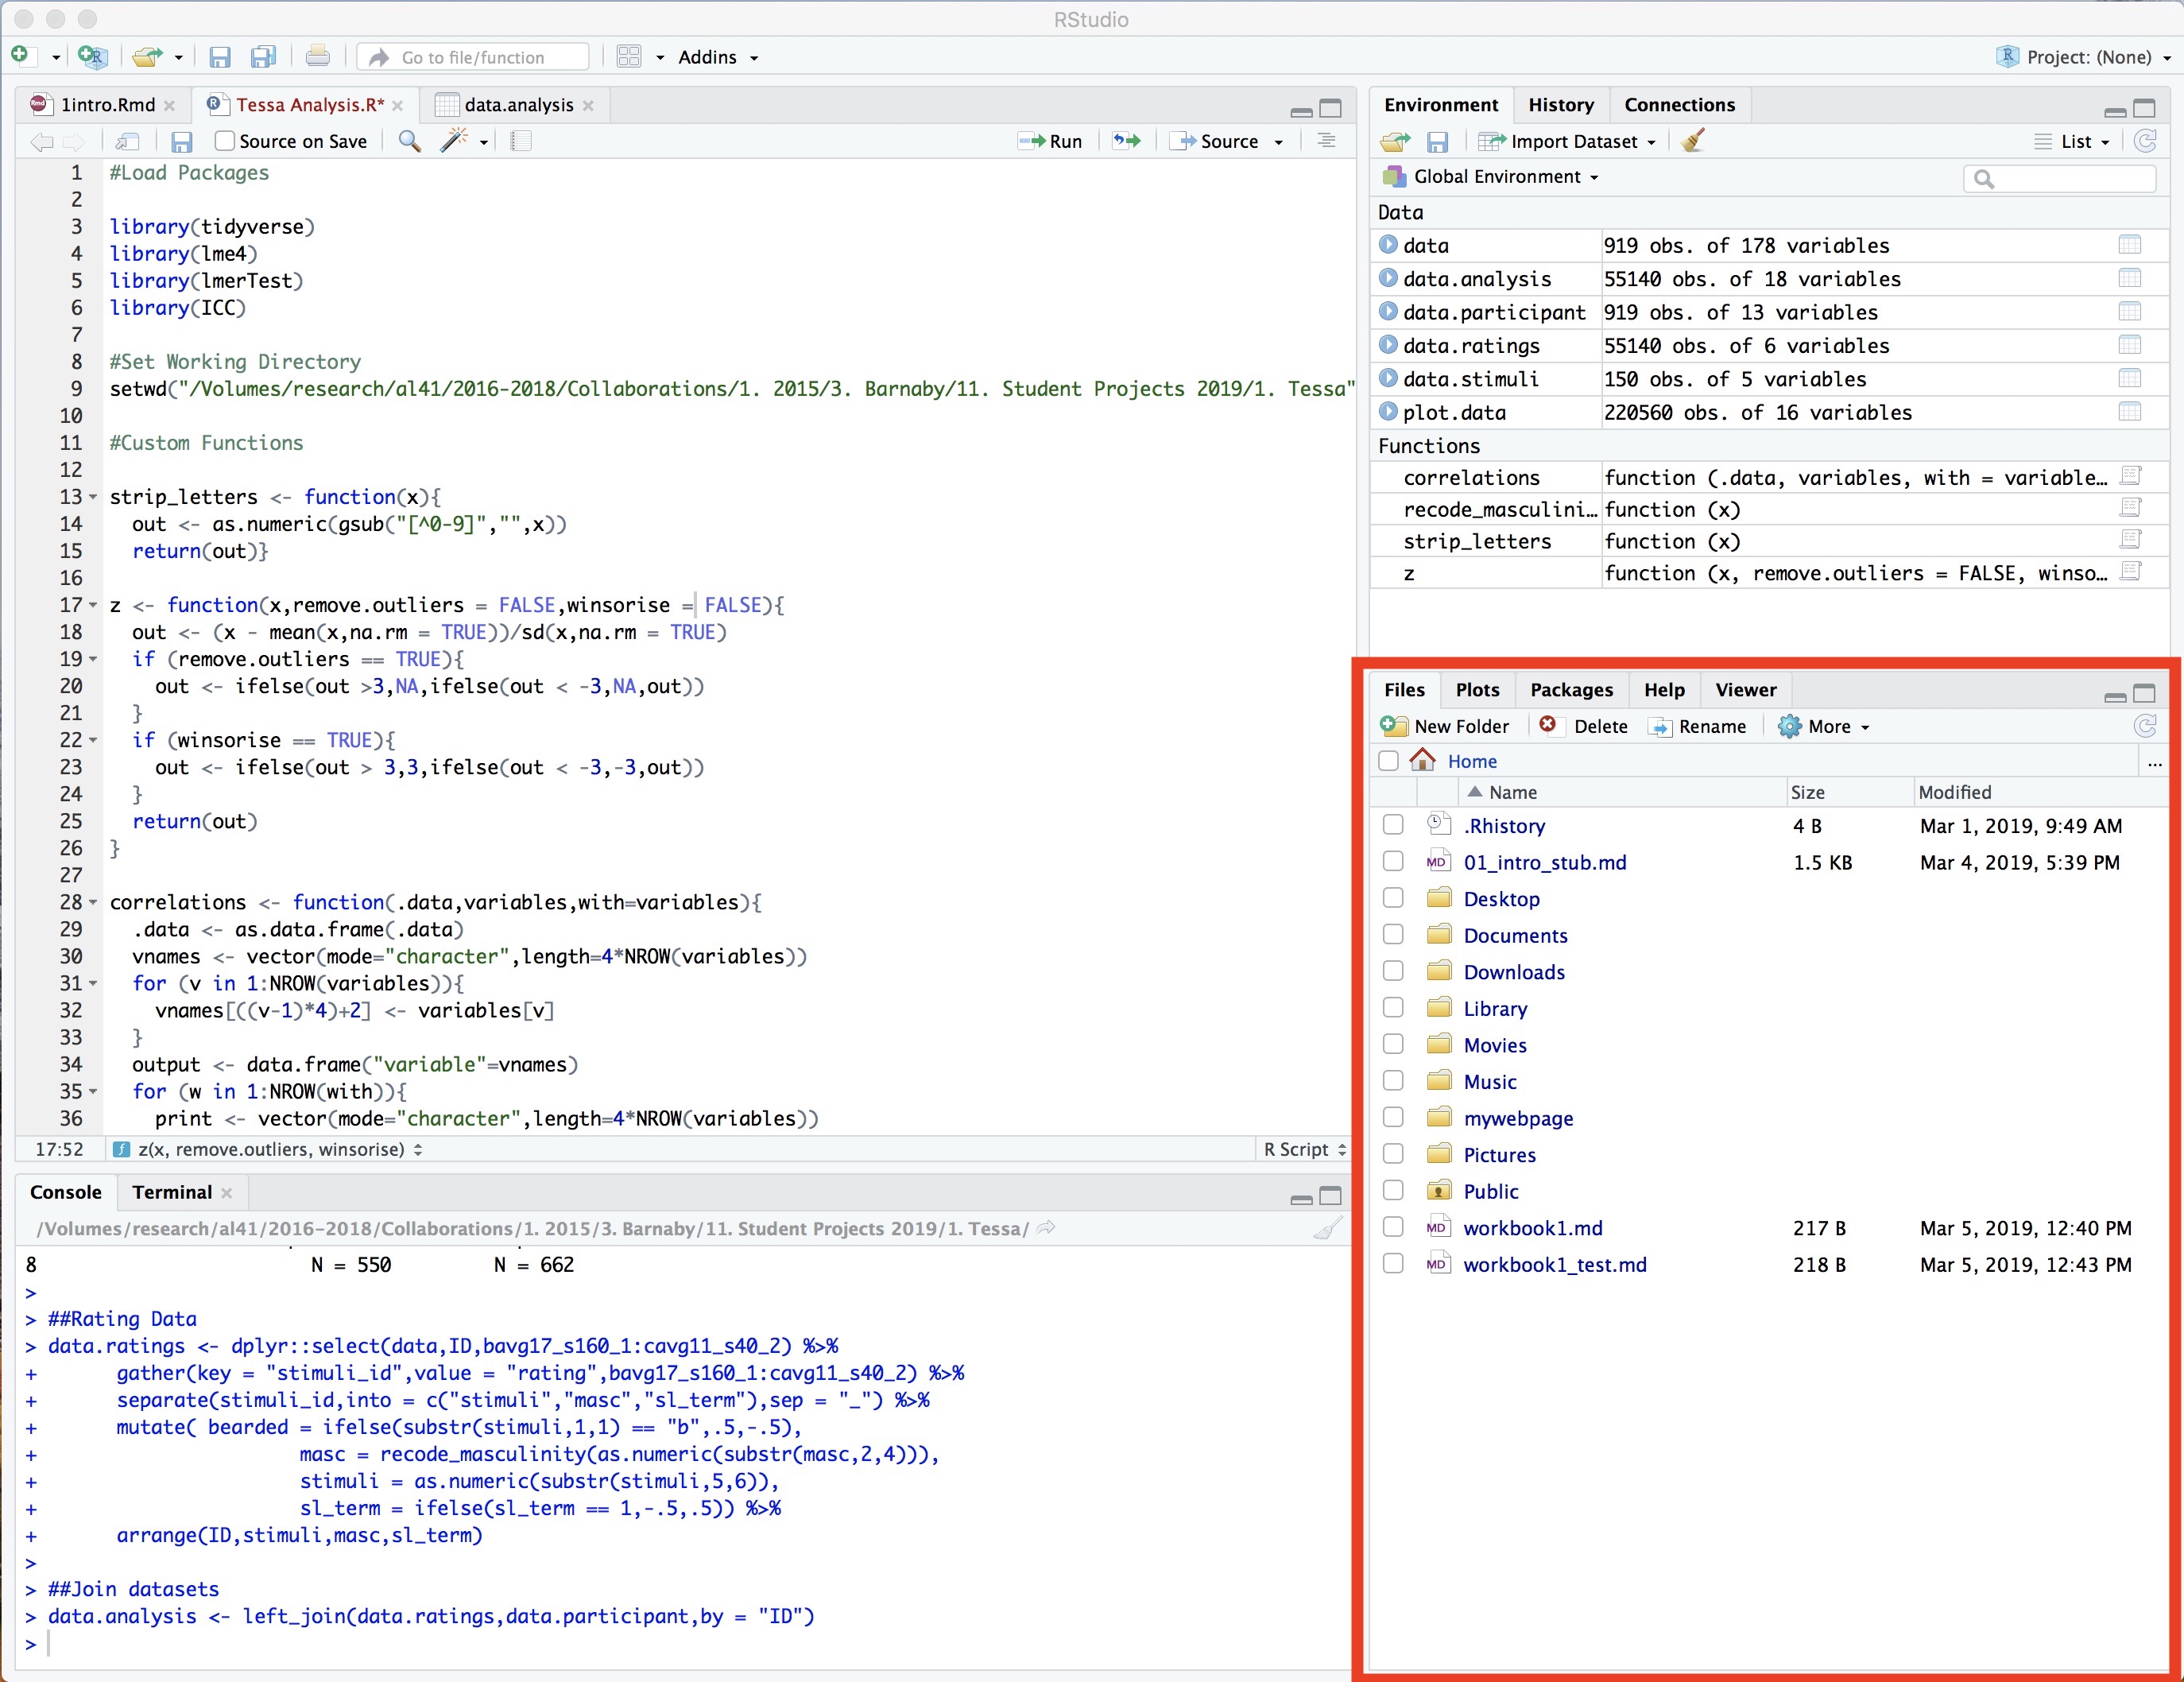 RStudio
Go to file/function
Addins
Project: (None)
1intro.Rmd
Tessa Analysis.R*
data.analysis
Source on Save
Run
Source
1 #Load Packages
2
3 library(tidyverse)
4 library(lme4)
5 library(lmerTest)
6 library(ICC)
7
8 #Set Working Directory
9 setwd("/Volumes/research/al41/2016-2018/Collaborations/1. 2015/3. Barnaby/11. Student Projects 2019/1. Tessa"
10
11 #Custom Functions
12
13 strip_letters <- function(x){
14   out <- as.numeric(gsub("[^0-9]","",x))
15   return(out)}
16
17 z <- function(x,remove.outliers = FALSE,winsorise = FALSE){
18   out <- (x - mean(x,na.rm = TRUE))/sd(x,na.rm = TRUE)
19   if (remove.outliers == TRUE){
20     out <- ifelse(out >3,NA,ifelse(out < -3,NA,out))
21   }
22   if (winsorise == TRUE){
23     out <- ifelse(out > 3,3,ifelse(out < -3,-3,out))
24   }
25   return(out)
26 }
27
28 correlations <- function(.data,variables,with=variables){
29   .data <- as.data.frame(.data)
30   vnames <- vector(mode="character",length=4*NROW(variables))
31   for (v in 1:NROW(variables)){
32     vnames[((v-1)*4)+2] <- variables[v]
33   }
34   output <- data.frame("variable"=vnames)
35   for (w in 1:NROW(with)){
36     print <- vector(mode="character",length=4*NROW(variables))
17:52 z(x, remove.outliers, winsorise) R Script
Console Terminal
/Volumes/research/al41/2016-2018/Collaborations/1. 2015/3. Barnaby/11. Student Projects 2019/1. Tessa/
8 N = 550 N = 662
>
> ##Rating Data
> data.ratings <- dplyr::select(data,ID,bavg17_s160_1:cavg11_s40_2) %>%
+ gather(key = "stimuli_id",value = "rating",bavg17_s160_1:cavg11_s40_2) %>%
+ separate(stimuli_id,into = c("stimuli","masc","sl_term"),sep = "_") %>%
+ mutate( bearded = ifelse(substr(stimuli,1,1) == "b",.5,-.5),
+ masc = recode_masculinity(as.numeric(substr(masc,2,4))),
+ stimuli = as.numeric(substr(stimuli,5,6)),
+ sl_term = ifelse(sl_term == 1,-.5,.5)) %>%
+ arrange(ID,stimuli,masc,sl_term)
>
> ##Join datasets
> data.analysis <- left_join(data.ratings,data.participant,by = "ID")
>
Environment History Connections
Import Dataset List
Global Environment
Data
data 919 obs. of 178 variables
data.analysis 55140 obs. of 18 variables
data.participant 919 obs. of 13 variables
data.ratings 55140 obs. of 6 variables
data.stimuli 150 obs. of 5 variables
plot.data 220560 obs. of 16 variables
Functions
correlations function (.data, variables, with = variable…
recode_masculini… function (x)
strip_letters function (x)
z function (x, remove.outliers = FALSE, winso…
Files Plots Packages Help Viewer
New Folder Delete Rename More
Home ...
Name Size Modified
.Rhistory 4 B Mar 1, 2019, 9:49 AM
01_intro_stub.md 1.5 KB Mar 4, 2019, 5:39 PM
Desktop
Documents
Downloads
Library
Movies
Music
mywebpage
Pictures
Public
workbook1.md 217 B Mar 5, 2019, 12:40 PM
workbook1_test.md 218 B Mar 5, 2019, 12:43 PM